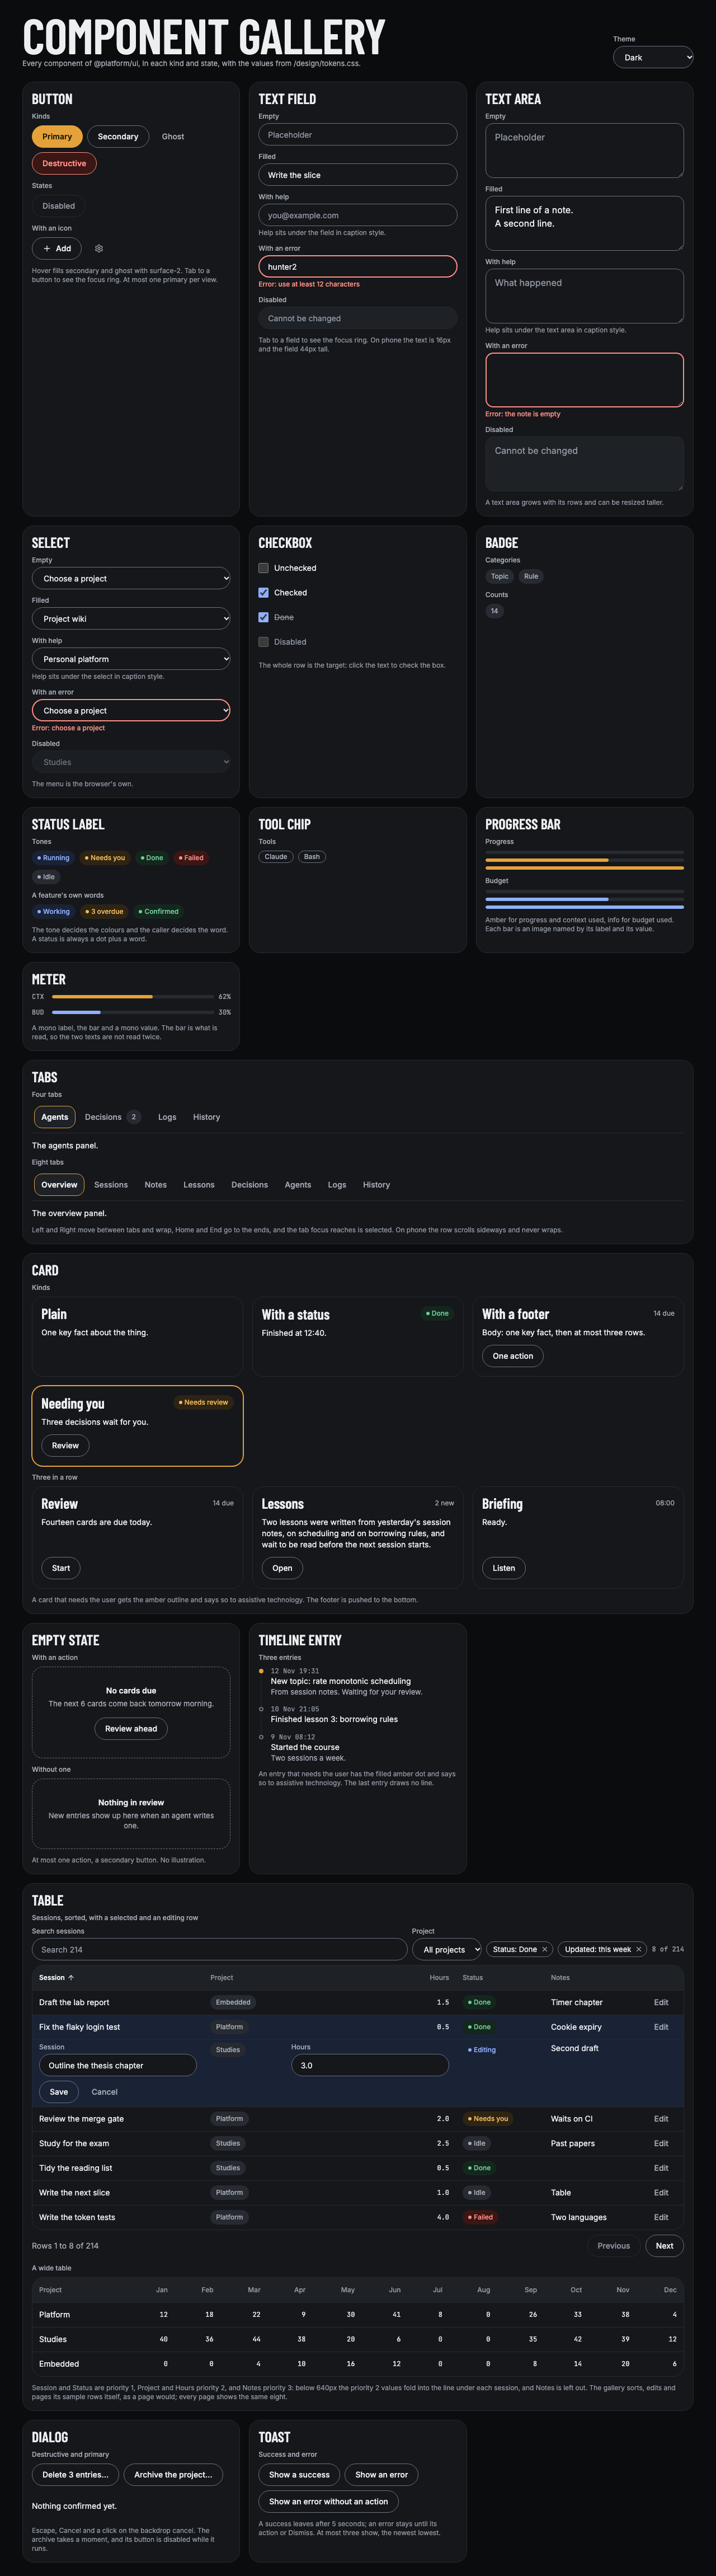 COMPONENT GALLERY
Every component of @platform/ui, in each kind and state, with the values from /design/tokens.css.
Theme
Dark
BUTTON
Kinds
Primary
Secondary
Ghost
Destructive
States
Disabled
With an icon
Add
Hover fills secondary and ghost with surface-2. Tab to a
button to see the focus ring. At most one primary per view.
TEXT FIELD
Empty
Placeholder
Filled
Write the slice
With help
you@example.com
Help sits under the field in caption style.
With an error
hunter2
Error: use at least 12 characters
Disabled
Cannot be changed
Tab to a field to see the focus ring. On phone the text is 16px
and the field 44px tall.
TEXT AREA
Empty
Placeholder
Filled
First line of a note.
A second line.
With help
What happened
Help sits under the text area in caption style.
With an error
Error: the note is empty
Disabled
Cannot be changed
A text area grows with its rows and can be resized taller.
SELECT
Empty
Choose a project
Filled
Project wiki
With help
Personal platform
Help sits under the select in caption style.
With an error
Choose a project
Error: choose a project
Disabled
Studies
The menu is the browser's own.
CHECKBOX
Unchecked
Checked
Done
Disabled
The whole row is the target: click the text to check the box.
BADGE
Categories
Topic
Rule
Counts
14
STATUS LABEL
Tones
Running
Needs you
Done
Failed
Idle
A feature's own words
Working
3 overdue
Confirmed
The tone decides the colours and the caller decides the word.
A status is always a dot plus a word.
TOOL CHIP
Tools
Claude
Bash
PROGRESS BAR
Progress
Budget
Amber for progress and context used, info for budget used.
Each bar is an image named by its label and its value.
METER
CTX
62%
BUD
30%
A mono label, the bar and a mono value. The bar is what is
read, so the two texts are not read twice.
TABS
Four tabs
Agents
Decisions
2
Logs
History
The agents panel.
Eight tabs
Overview
Sessions
Notes
Lessons
Decisions
Agents
Logs
History
The overview panel.
Left and Right move between tabs and wrap, Home and End go to the ends, and the tab focus reaches is selected. On phone the row scrolls sideways and never wraps.
CARD
Kinds
Plain
One key fact about the thing.
With a status
Done
Finished at 12:40.
With a footer
14 due
Body: one key fact, then at most three rows.
One action
Needing you
Needs review
Three decisions wait for you.
Review
Three in a row
Review
14 due
Fourteen cards are due today.
Start
Lessons
2 new
Two lessons were written from yesterday's session
notes, on scheduling and on borrowing rules, and
wait to be read before the next session starts.
Open
Briefing
08:00
Ready.
Listen
A card that needs the user gets the amber outline and says so to assistive technology. The footer is pushed to the bottom.
EMPTY STATE
With an action
No cards due
The next 6 cards come back tomorrow morning.
Review ahead
Without one
Nothing in review
New entries show up here when an agent writes
one.
At most one action, a secondary button. No illustration.
TIMELINE ENTRY
Three entries
12 Nov 19:31
New topic: rate monotonic scheduling
From session notes. Waiting for your review.
10 Nov 21:05
Finished lesson 3: borrowing rules
9 Nov 08:12
Started the course
Two sessions a week.
An entry that needs the user has the filled amber dot and says
so to assistive technology. The last entry draws no line.
TABLE
Sessions, sorted, with a selected and an editing row
Search sessions
Search 214
Project
All projects
Status: Done ×
Updated: this week ×
8 of 214
Session ↑
Project
Hours
Status
Notes
Draft the lab report
Embedded
1.5
Done
Timer chapter
Edit
Fix the flaky login test
Platform
0.5
Done
Cookie expiry
Edit
Session
Outline the thesis chapter
Studies
Hours
3.0
Editing
Second draft
Save
Cancel
Review the merge gate
Platform
2.0
Needs you
Waits on CI
Edit
Study for the exam
Studies
2.5
Idle
Past papers
Edit
Tidy the reading list
Studies
0.5
Done
Edit
Write the next slice
Platform
1.0
Idle
Table
Edit
Write the token tests
Platform
4.0
Failed
Two languages
Edit
Rows 1 to 8 of 214
Previous
Next
A wide table
Project Jan Feb Mar Apr May Jun Jul Aug Sep Oct Nov Dec
Platform 12 18 22 9 30 41 8 0 26 33 38 4
Studies 40 36 44 38 20 6 0 0 35 42 39 12
Embedded 0 0 4 10 16 12 0 0 8 14 20 6
Session and Status are priority 1, Project and Hours priority 2, and Notes priority 3: below 640px the priority 2 values fold into the line under each session, and Notes is left out. The gallery sorts, edits and
pages its sample rows itself, as a page would; every page shows the same eight.
DIALOG
Destructive and primary
Delete 3 entries...
Archive the project...
Nothing confirmed yet.
Escape, Cancel and a click on the backdrop cancel. The
archive takes a moment, and its button is disabled while it
runs.
TOAST
Success and error
Show a success
Show an error
Show an error without an action
A success leaves after 5 seconds; an error stays until its
action or Dismiss. At most three show, the newest lowest.